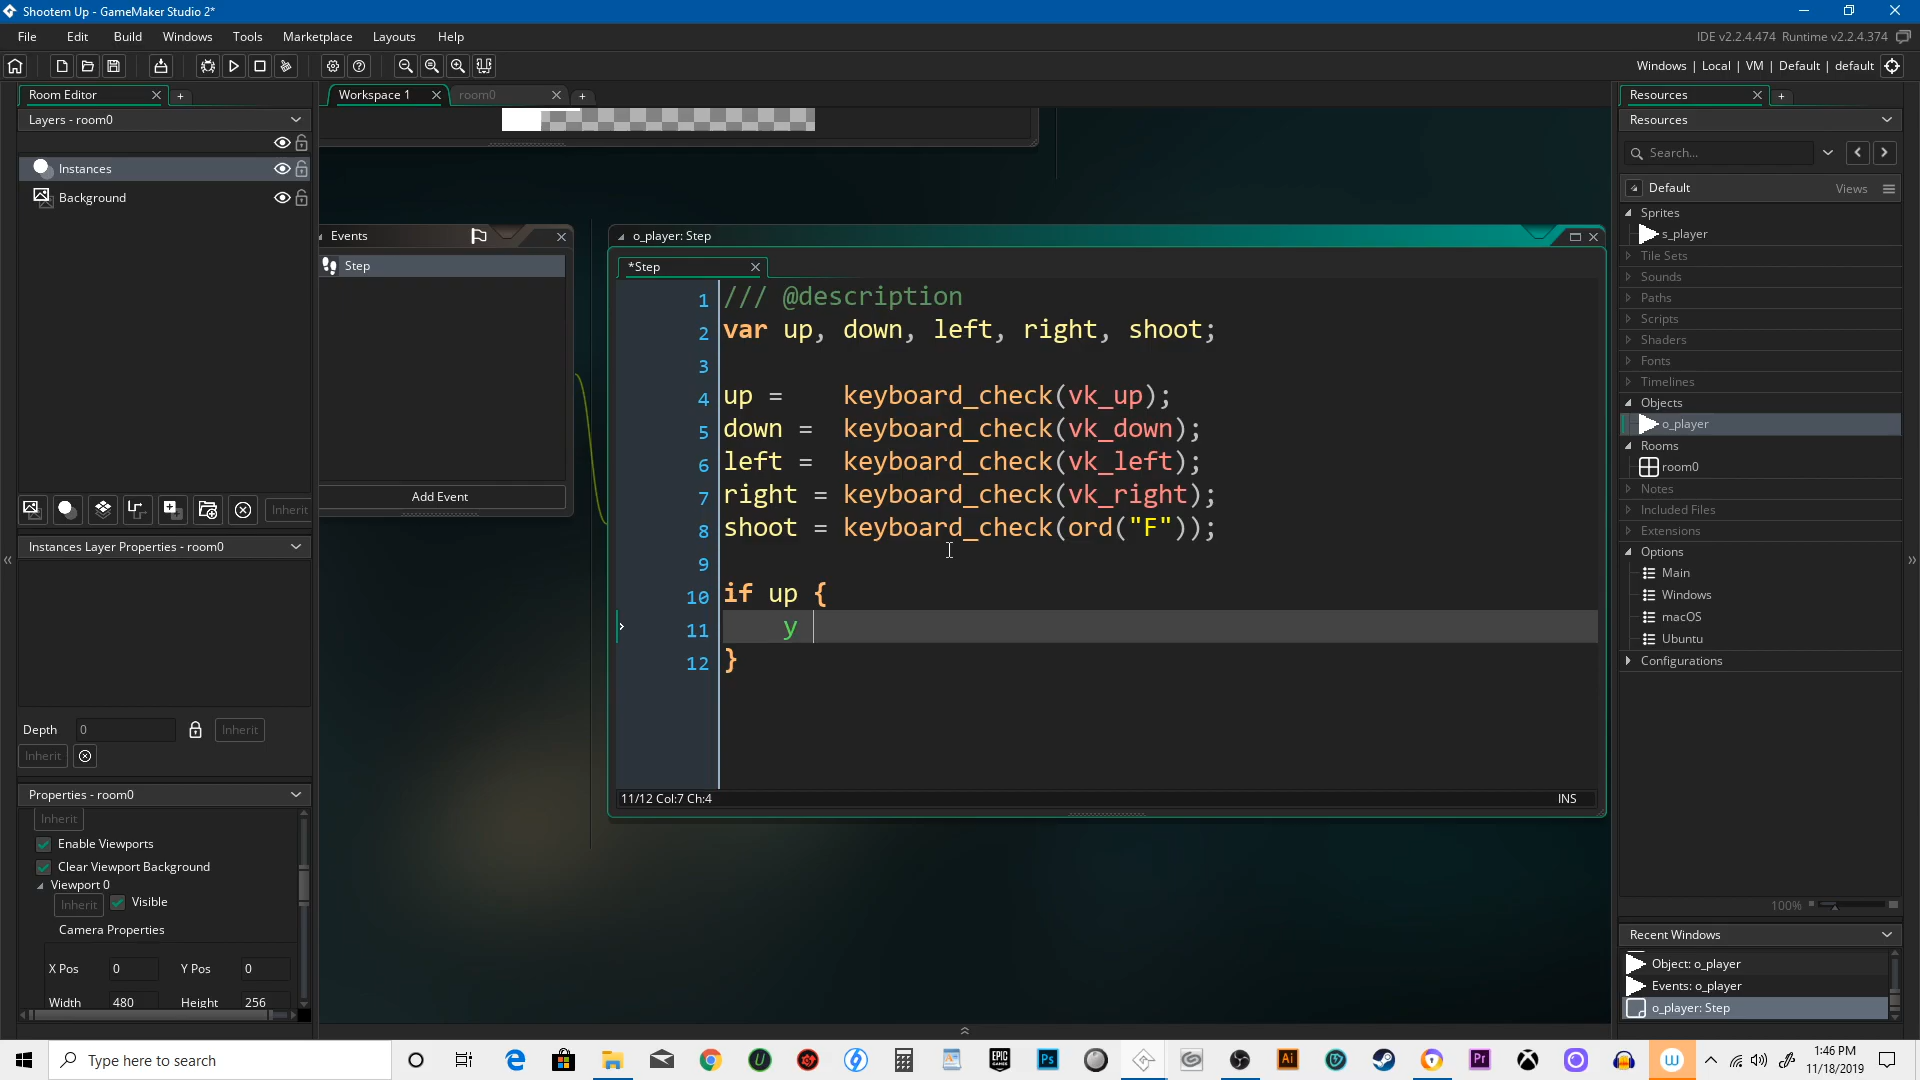 Shootem Up - GameMaker Studio 2*
File Edit Build Windows Tools Marketplace Layouts Help
IDE v2.2.4.474 Runtime v2.2.4.374
Windows | Local | VM | Default | default
Room Editor
Layers - room0
Instances
Background
Inherit
Instances Layer Properties - room0
Depth 0 Inherit
Inherit
Properties - room0
Inherit
Enable Viewports
Clear Viewport Background
Viewport 0
Inherit Visible
Camera Properties
X Pos 0 Y Pos 0
Width 480 Height 256
Workspace 1 room0
Events
Step
Add Event
o_player: Step
*Step
1 /// @description
2 var up, down, left, right, shoot;
3
4 up = keyboard_check(vk_up);
5 down = keyboard_check(vk_down);
6 left = keyboard_check(vk_left);
7 right = keyboard_check(vk_right);
8 shoot = keyboard_check(ord("F"));
9
10 if up {
11 y
12 }
11/12 Col:7 Ch:4 INS
Resources
Resources
Search...
Default Views
Sprites
s_player
Tile Sets
Sounds
Paths
Scripts
Shaders
Fonts
Timelines
Objects
o_player
Rooms
room0
Notes
Included Files
Extensions
Options
Main
Windows
macOS
Ubuntu
Configurations
100%
Recent Windows
Object: o_player
Events: o_player
o_player: Step
Type here to search
1:46 PM
11/18/2019